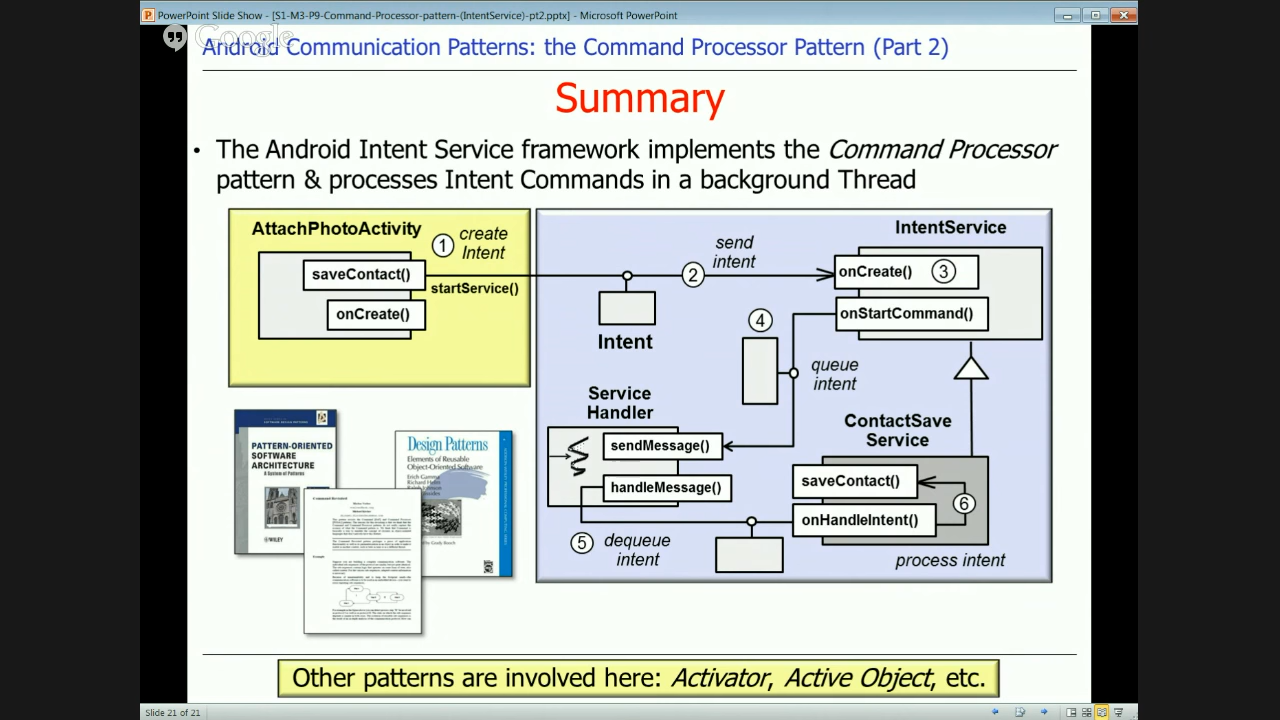 PowerPoint Slide Show - [S1-M3-P9-Command-Processor-pattern-(IntentService)-pt2.pptx] - Microsoft PowerPoint
Google
Android Communication Patterns: the Command Processor Pattern (Part 2)
Summary
• The Android Intent Service framework implements the Command Processor
pattern & processes Intent Commands in a background Thread
AttachPhotoActivity
1
create
Intent
saveContact()
startService()
onCreate()
send
intent
2
Intent
IntentService
onCreate()
3
onStartCommand()
4
queue
intent
Service
Handler
sendMessage()
handleMessage()
5
dequeue
intent
ContactSave
Service
saveContact()
onHandleIntent()
6
process intent
PATTERN-ORIENTED
SOFTWARE
ARCHITECTURE
A System of Patterns
WILEY
Design Patterns
Elements of Reusable
Object-Oriented Software
Command Revisited
Other patterns are involved here: Activator, Active Object, etc.
Slide 21 of 21